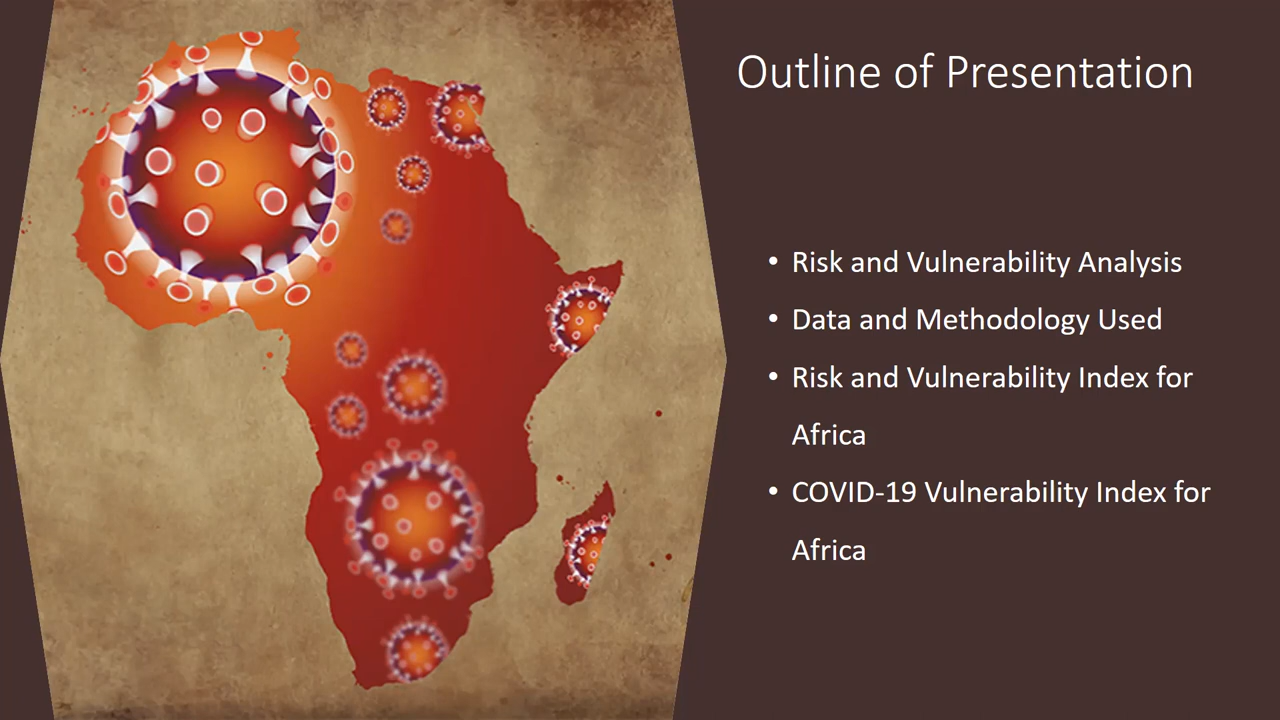 Outline of Presentation
• Risk and Vulnerability Analysis
• Data and Methodology Used
• Risk and Vulnerability Index for
Africa
• COVID-19 Vulnerability Index for
Africa